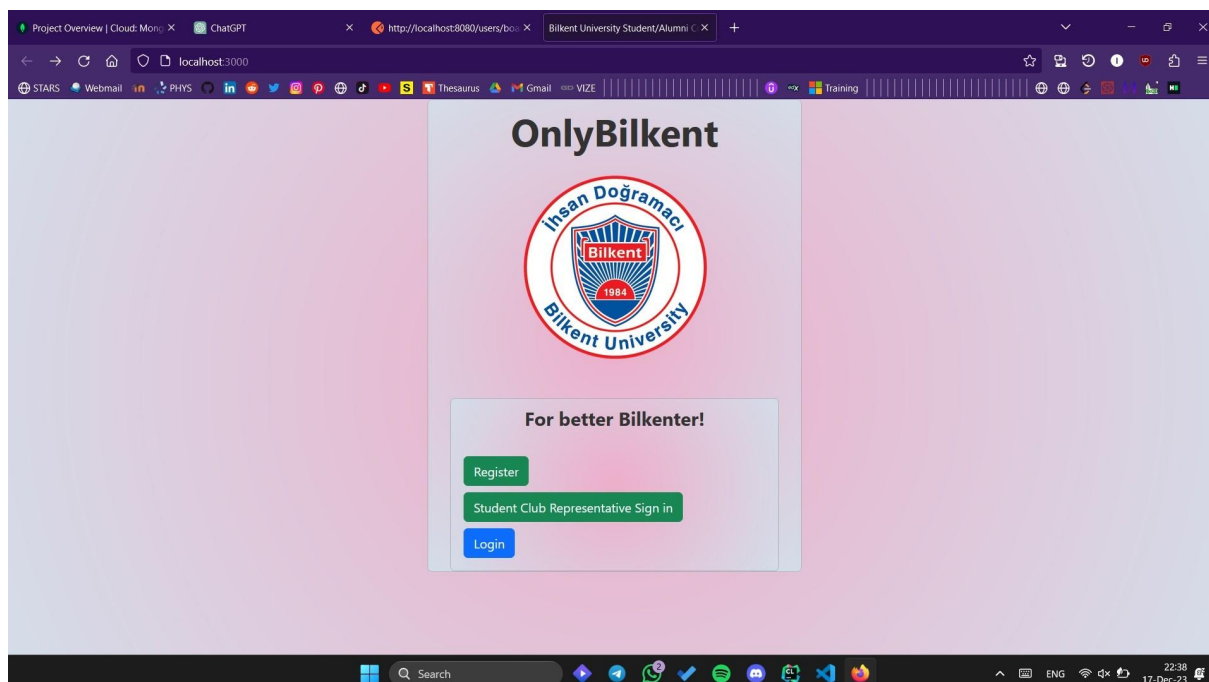 Project Overview | Cloud: Mong
ChatGPT
http://localhost:8080/users/boa
Bilkent University Student/Alumni C
localhost:3000
STARS
Webmail
PHYS
Thesaurus
Gmail
VIZE
Training
OnlyBilkent
İhsan Doğramacı
Bilkent
1984
Bilkent University
For better Bilkenter!
Register
Student Club Representative Sign in
Login
Search
2
ENG
22:38
17-Dec-23